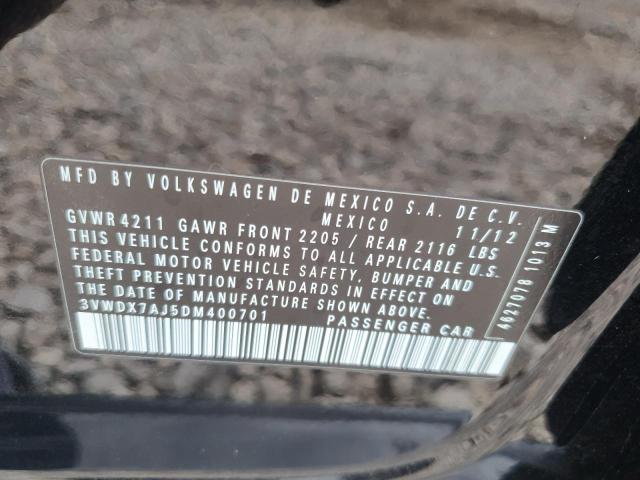 MFD BY VOLKSWAGEN DE MEXICO S.A. DE C.V.
MEXICO 11/12
GVWR 4211 GAWR FRONT 2205 / REAR 2116 LBS
THIS VEHICLE CONFORMS TO ALL APPLICABLE U.S.
FEDERAL MOTOR VEHICLE SAFETY, BUMPER AND
THEFT PREVENTION STANDARDS IN EFFECT ON
THE DATE OF MANUFACTURE SHOWN ABOVE.
3VWDX7AJ5DM400701 PASSENGER CAR
4927078 1013 M